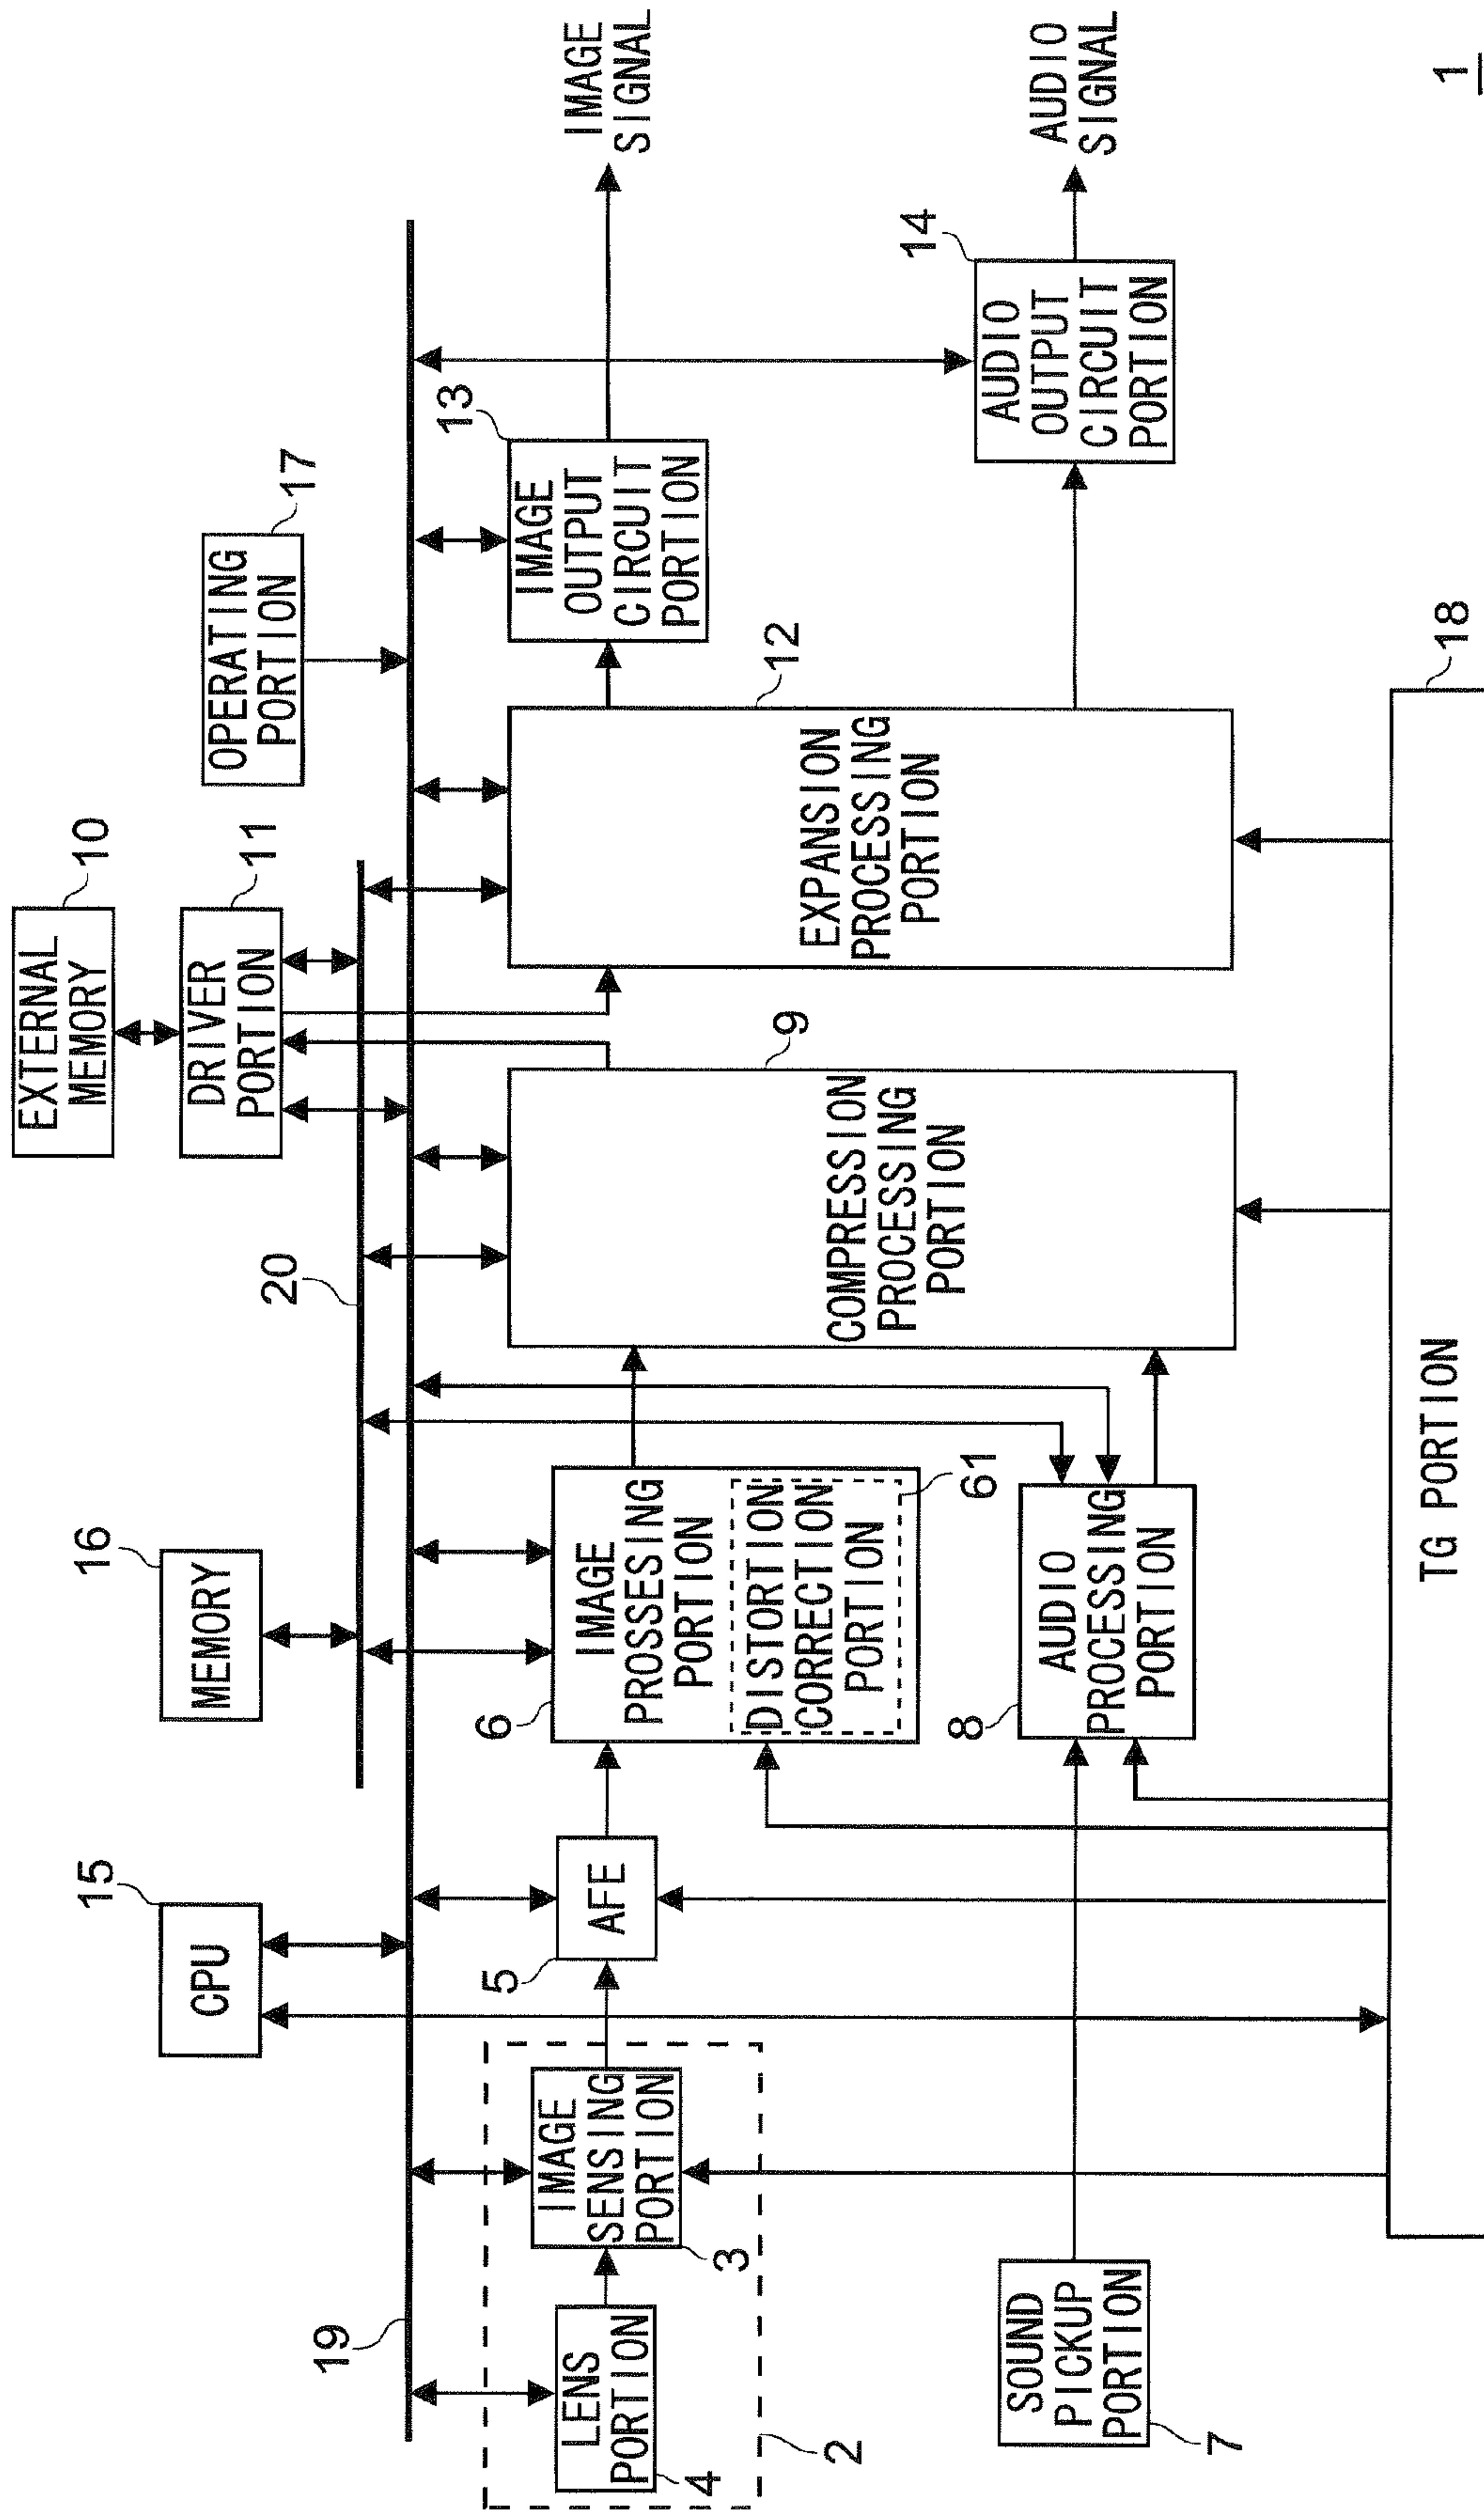 EXTERNAL
MEMORY
10
DRIVER
PORTION
11
OPERATING
PORTION
17
MEMORY
16
CPU
15
20
19
LENS
PORTION
4
IMAGE
SENSING
PORTION
3
2
AFE
5
IMAGE
PROSSESING
PORTION
6
DISTORTION
CORRECTION
PORTION
61
COMPRESSION
PROCESSING
PORTION
9
EXPANSION
PROCESSING
PORTION
12
IMAGE
OUTPUT
CIRCUIT
PORTION
13
IMAGE
SIGNAL
SOUND
PICKUP
PORTION
7
AUDIO
PROCESSING
PORTION
8
AUDIO
OUTPUT
CIRCUIT
PORTION
14
AUDIO
SIGNAL
TG PORTION
18
1